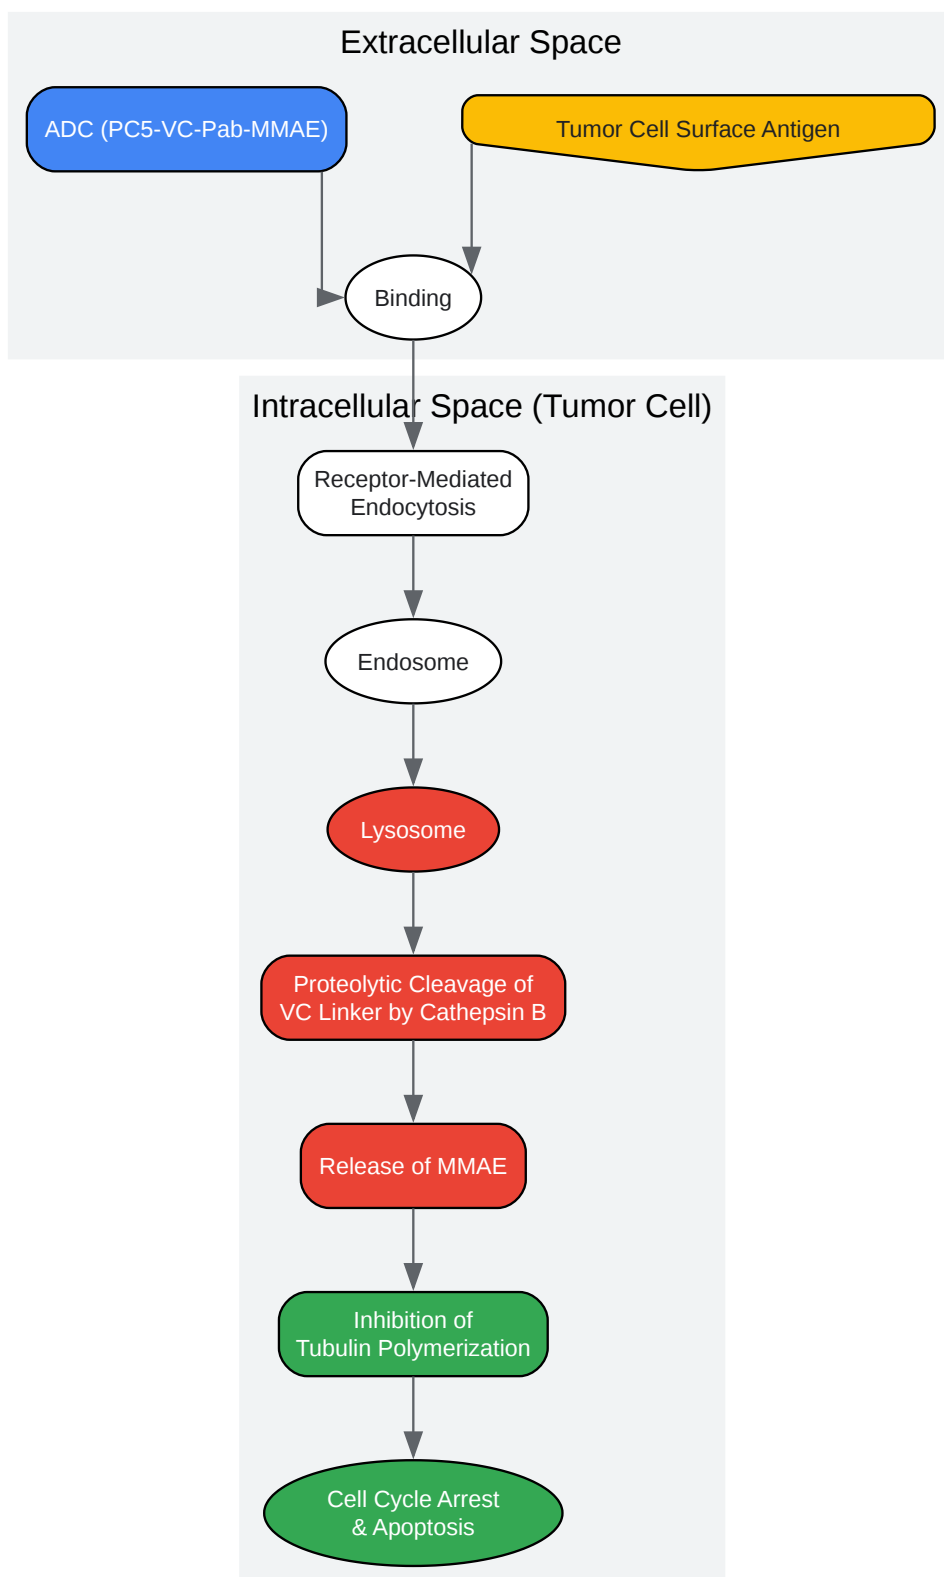 Extracellular Space
ADC (PC5-VC-Pab-MMAE)
Tumor Cell Surface Antigen
Binding
Intracellular Space (Tumor Cell)
Receptor-Mediated
Endocytosis
Endosome
Lysosome
Proteolytic Cleavage of
VC Linker by Cathepsin B
Release of MMAE
Inhibition of
Tubulin Polymerization
Cell Cycle Arrest
& Apoptosis